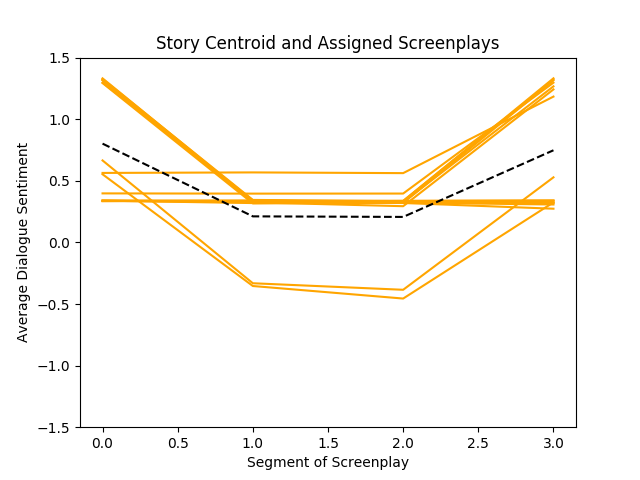 Story Centroid and Assigned Screenplays
1.5
1.0
0.5
0.0
−0.5
−1.0
−1.5
Average Dialogue Sentiment
0.0 0.5 1.0 1.5 2.0 2.5 3.0
Segment of Screenplay